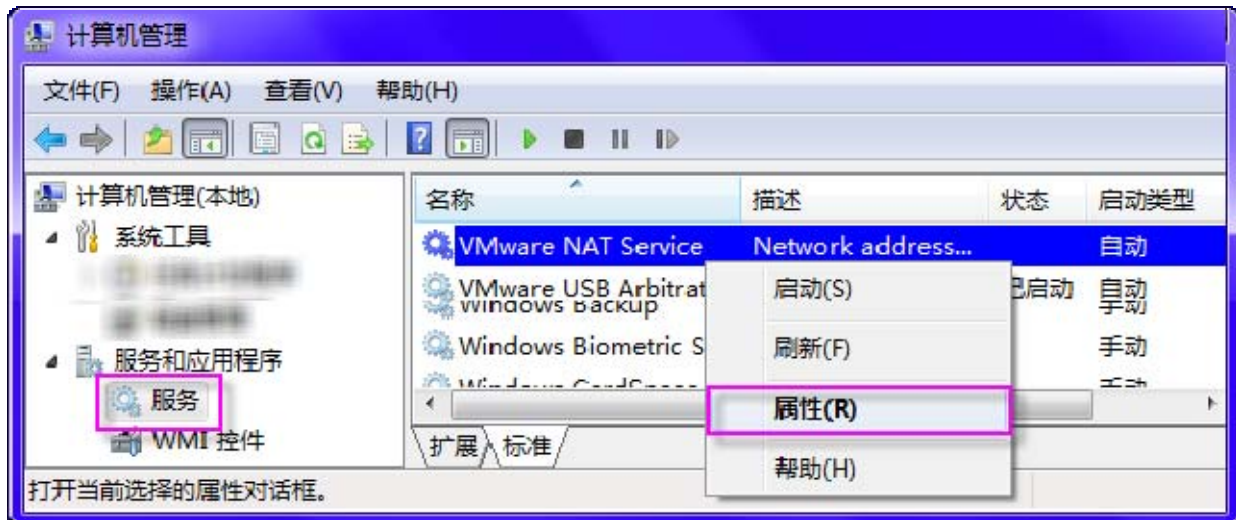 计算机管理
文件(F) 操作(A) 查看(V) 帮助(H)
计算机管理(本地)
系统工具
服务和应用程序
服务
WMI 控件
名称 描述 状态 启动类型
VMware NAT Service Network address... 自动
VMware USB Arbitrat 已启动 自动
Windows Backup 手动
Windows Biometric S 手动
Windows CardSpace 手动
启动(S)
刷新(F)
属性(R)
帮助(H)
扩展 标准
打开当前选择的属性对话框。